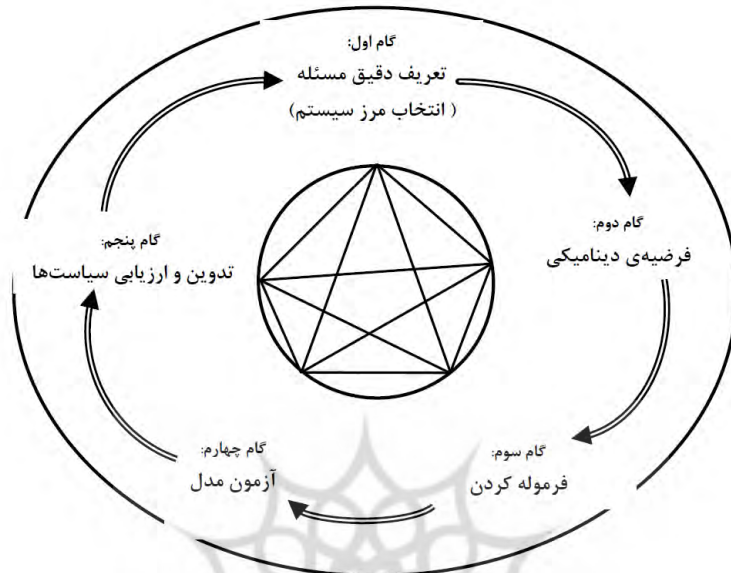 گام اول:
تعریف دقیق مسئله
( انتخاب مرز سیستم)
گام دوم:
فرضیه‌ی دینامیکی
گام سوم:
فرموله کردن
گام چهارم:
آزمون مدل
گام پنجم:
تدوین و ارزیابی سیاست‌ها